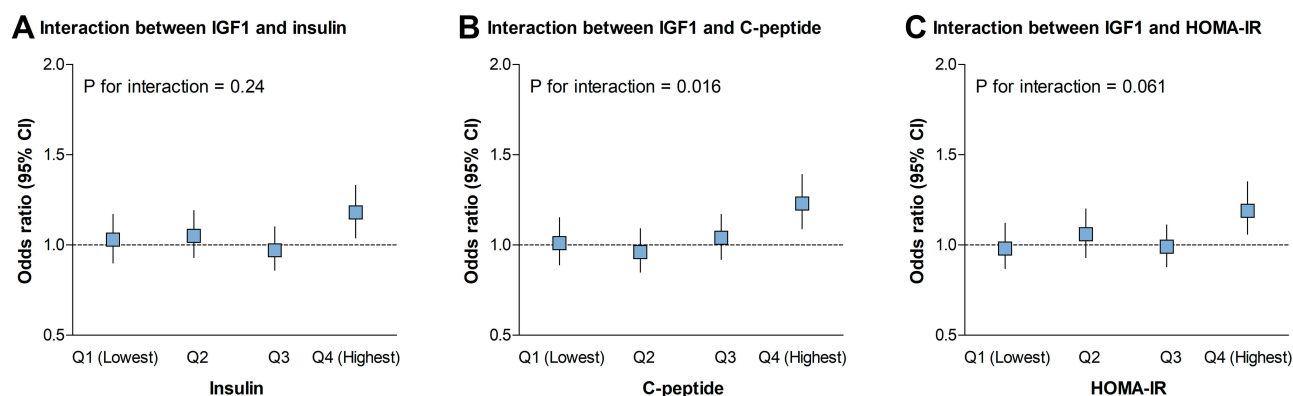 A Interaction between IGF1 and insulin
P for interaction = 0.24
Odds ratio (95% CI)
2.0
1.5
1.0
0.5
Q1 (Lowest) Q2 Q3 Q4 (Highest)
Insulin
B Interaction between IGF1 and C-peptide
P for interaction = 0.016
Odds ratio (95% CI)
2.0
1.5
1.0
0.5
Q1 (Lowest) Q2 Q3 Q4 (Highest)
C-peptide
C Interaction between IGF1 and HOMA-IR
P for interaction = 0.061
Odds ratio (95% CI)
2.0
1.5
1.0
0.5
Q1 (Lowest) Q2 Q3 Q4 (Highest)
HOMA-IR